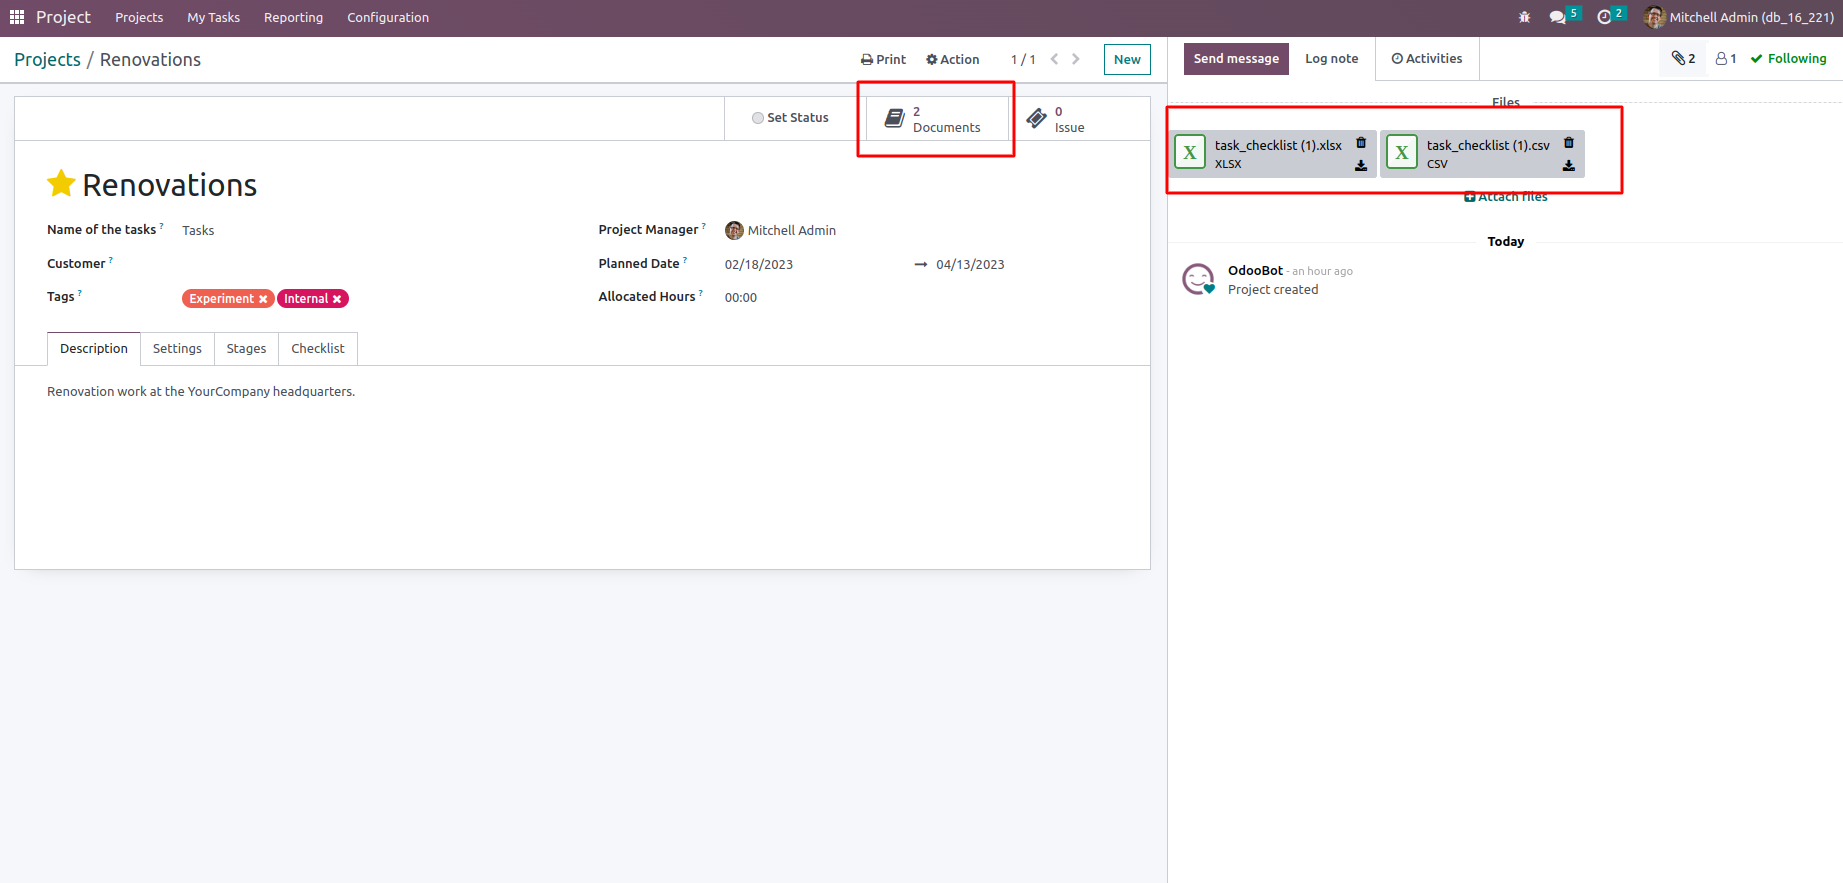 Project Projects My Tasks Reporting Configuration 5 2 Mitchell Admin (db_16_221)
Projects / Renovations Print Action 1 / 1 New
Send message Log note Activities 2 1 Following
Set Status
2
Documents
0
Issue
Files
task_checklist (1).xlsx
XLSX
task_checklist (1).csv
CSV
Attach files
Renovations
Name of the tasks ? Tasks
Project Manager ? Mitchell Admin
Customer ?
Planned Date ? 02/18/2023 → 04/13/2023
Tags ? Experiment × Internal ×
Allocated Hours ? 00:00
Today
OdooBot - an hour ago
Project created
Description Settings Stages Checklist
Renovation work at the YourCompany headquarters.